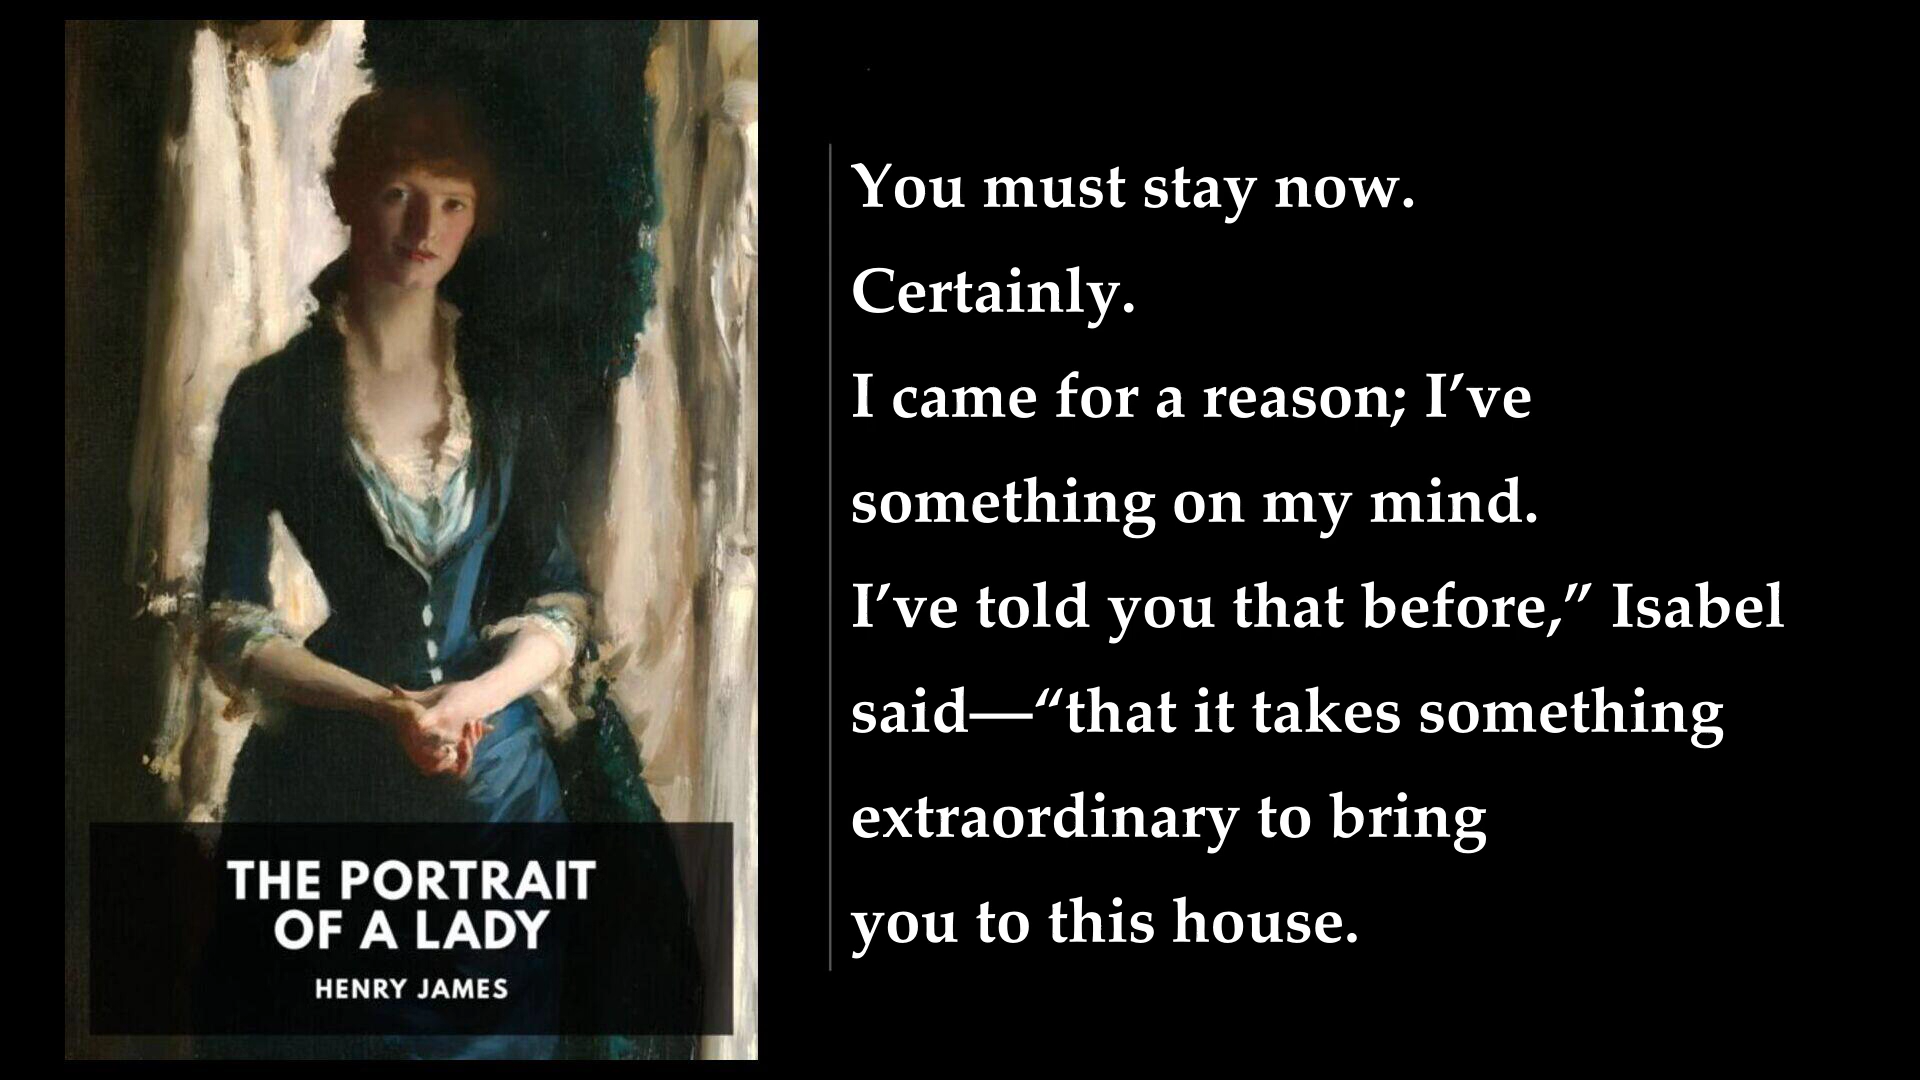 THE PORTRAIT
OF A LADY
HENRY JAMES
You must stay now.
Certainly.
I came for a reason; I’ve
something on my mind.
I’ve told you that before,” Isabel
said—“that it takes something
extraordinary to bring
you to this house.